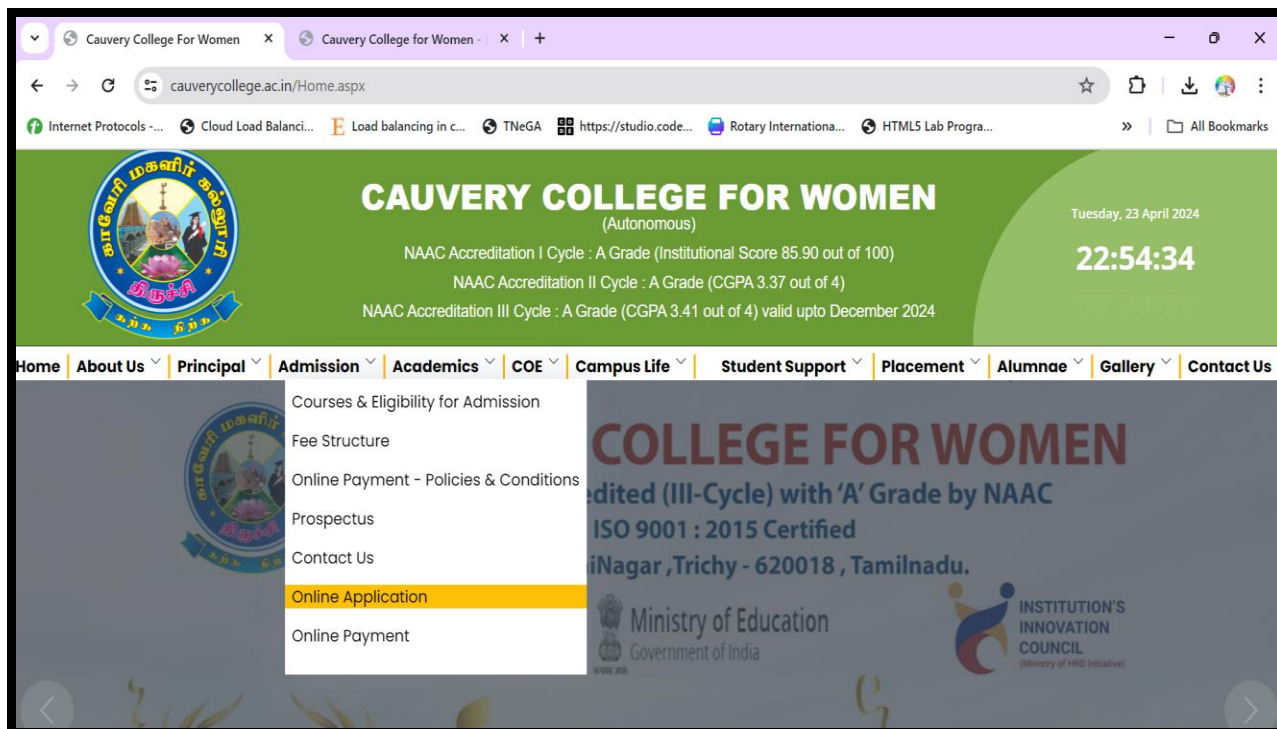 Cauvery College For Women
Cauvery College for Women -
cauverycollege.ac.in/Home.aspx
Internet Protocols -... Cloud Load Balanci... Load balancing in c... TNeGA https://studio.code... Rotary Internationa... HTML5 Lab Progra... » All Bookmarks
காவேரி மகளிர் கல்லூரி
திருச்சி
கற்க நிற்க
CAUVERY COLLEGE FOR WOMEN
(Autonomous)
NAAC Accreditation I Cycle : A Grade (Institutional Score 85.90 out of 100)
NAAC Accreditation II Cycle : A Grade (CGPA 3.37 out of 4)
NAAC Accreditation III Cycle : A Grade (CGPA 3.41 out of 4) valid upto December 2024
Tuesday, 23 April 2024
22:54:34
Home About Us Principal Admission Academics COE Campus Life Student Support Placement Alumnae Gallery Contact Us
Courses & Eligibility for Admission
Fee Structure
Online Payment - Policies & Conditions
Prospectus
Contact Us
Online Application
Online Payment
COLLEGE FOR WOMEN
edited (III-Cycle) with ‘A’ Grade by NAAC
ISO 9001 : 2015 Certified
iNagar ,Trichy - 620018 , Tamilnadu.
Ministry of Education
Government of India
INSTITUTION'S
INNOVATION
COUNCIL
(Ministry of HRD Initiative)